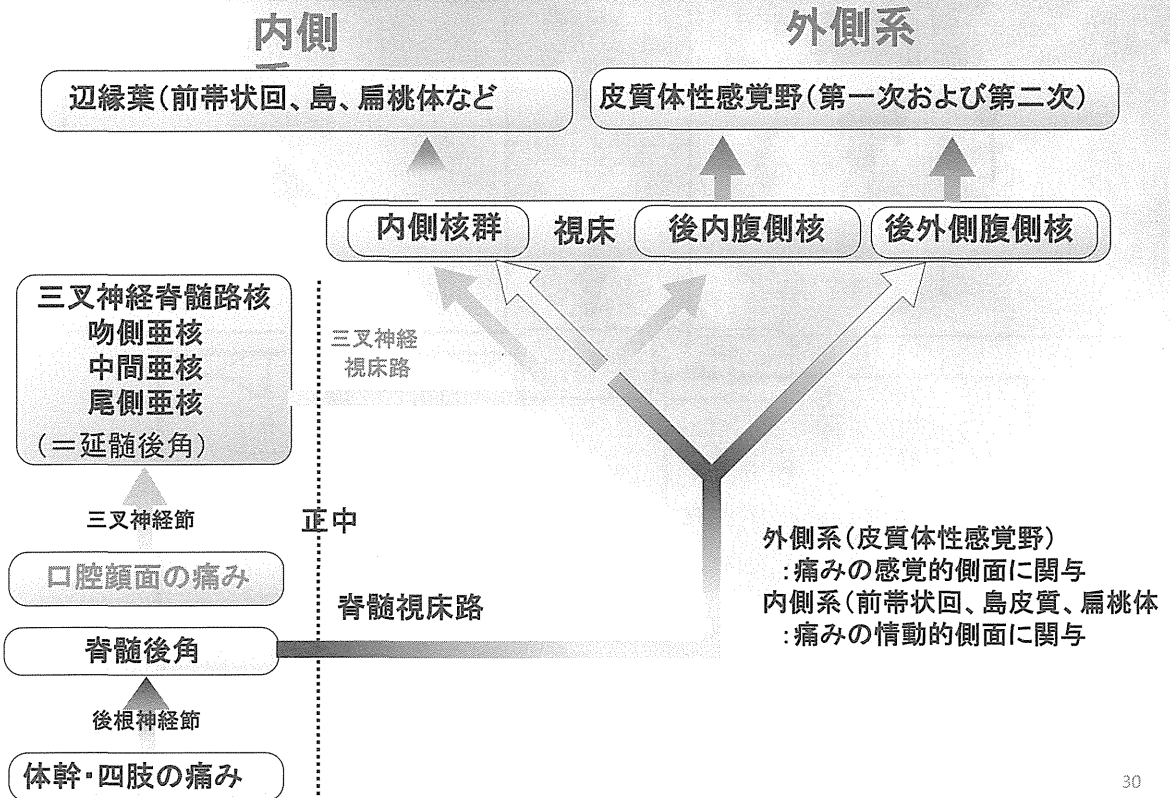 内側
外側系
辺縁葉(前帯状回、島、扁桃体など
皮質体性感覚野(第一次および第二次)
内側核群
視床
後内腹側核
後外側腹側核
三叉神経脊髄路核
吻側亜核
中間亜核
尾側亜核
(=延髄後角)
三叉神経
視床路
三叉神経節
正中
口腔顔面の痛み
外側系(皮質体性感覚野)
:痛みの感覚的側面に関与
内側系(前帯状回、島皮質、扁桃体
:痛みの情動的側面に関与
脊髄視床路
脊髄後角
後根神経節
体幹・四肢の痛み
30